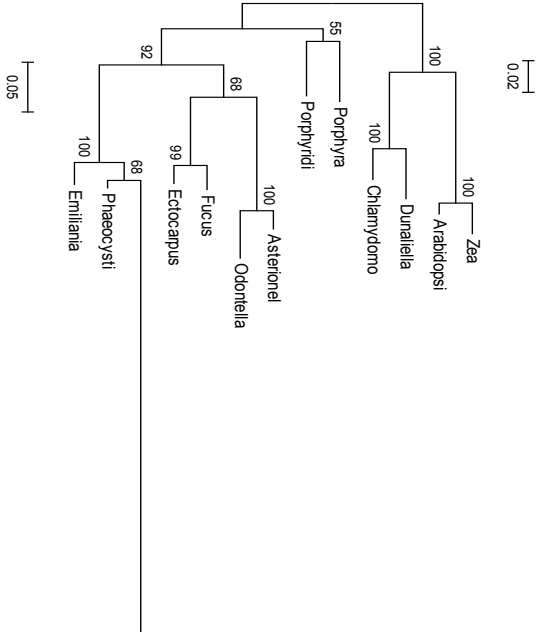 0.02
Zea
Arabidopsi
100
Dunaliella
Chlamydomo
100
100
Porphyra
Porphyridi
55
Asterionel
Odontella
100
Fucus
Ectocarpus
99
68
92
Phaeocysti
Emiliania
68
100
0.05